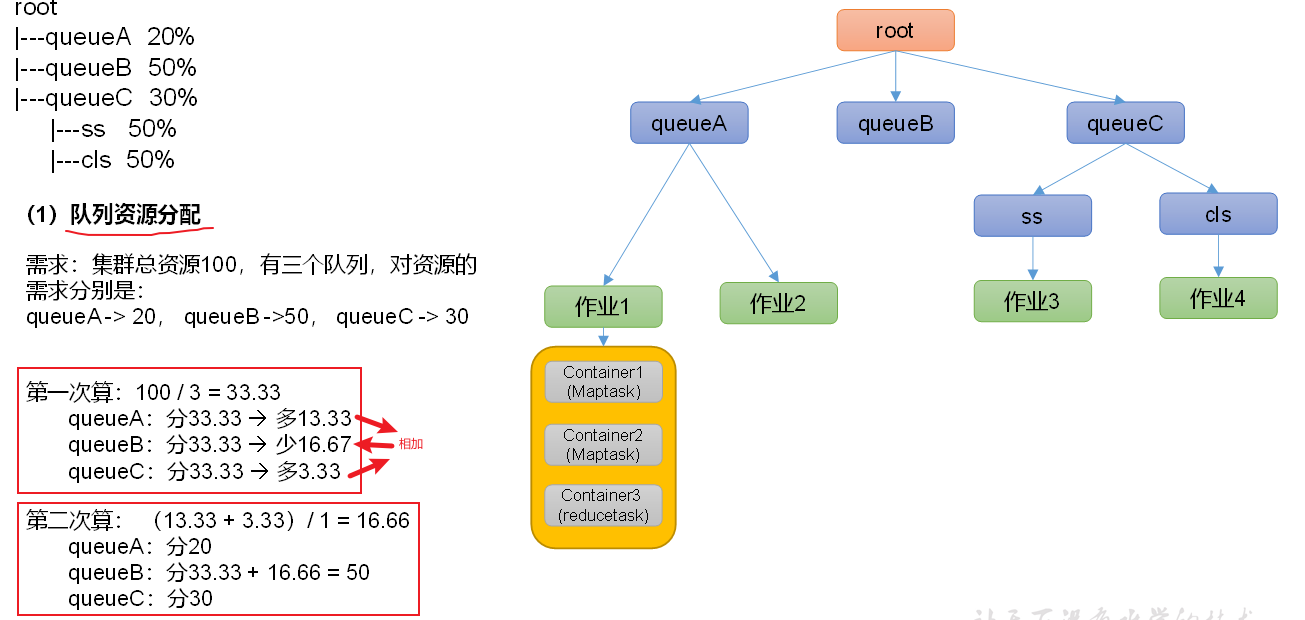 root
|---queueA 20%
|---queueB 50%
|---queueC 30%
|---ss 50%
|---cls 50%
（1）队列资源分配
需求：集群总资源100，有三个队列，对资源的
需求分别是：
queueA -> 20， queueB ->50， queueC -> 30
第一次算：100 / 3 = 33.33
queueA：分33.33 → 多13.33
queueB：分33.33 → 少16.67
queueC：分33.33 → 多3.33
相加
第二次算： （13.33 + 3.33）/ 1 = 16.66
queueA：分20
queueB：分33.33 + 16.66 = 50
queueC：分30
root
queueA
queueB
queueC
ss
cls
作业1
作业2
作业3
作业4
Container1
(Maptask)
Container2
(Maptask)
Container3
(reducetask)